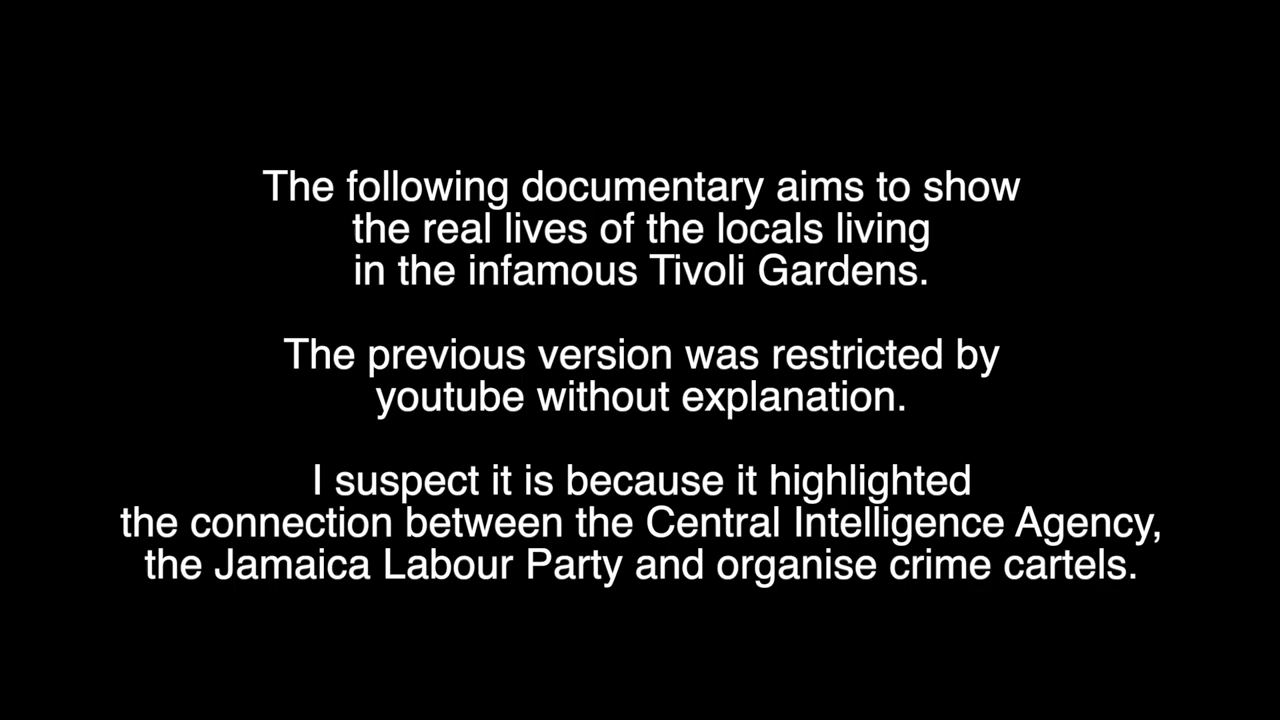 The following documentary aims to show
the real lives of the locals living
in the infamous Tivoli Gardens.
The previous version was restricted by
youtube without explanation.
I suspect it is because it highlighted
the connection between the Central Intelligence Agency,
the Jamaica Labour Party and organise crime cartels.